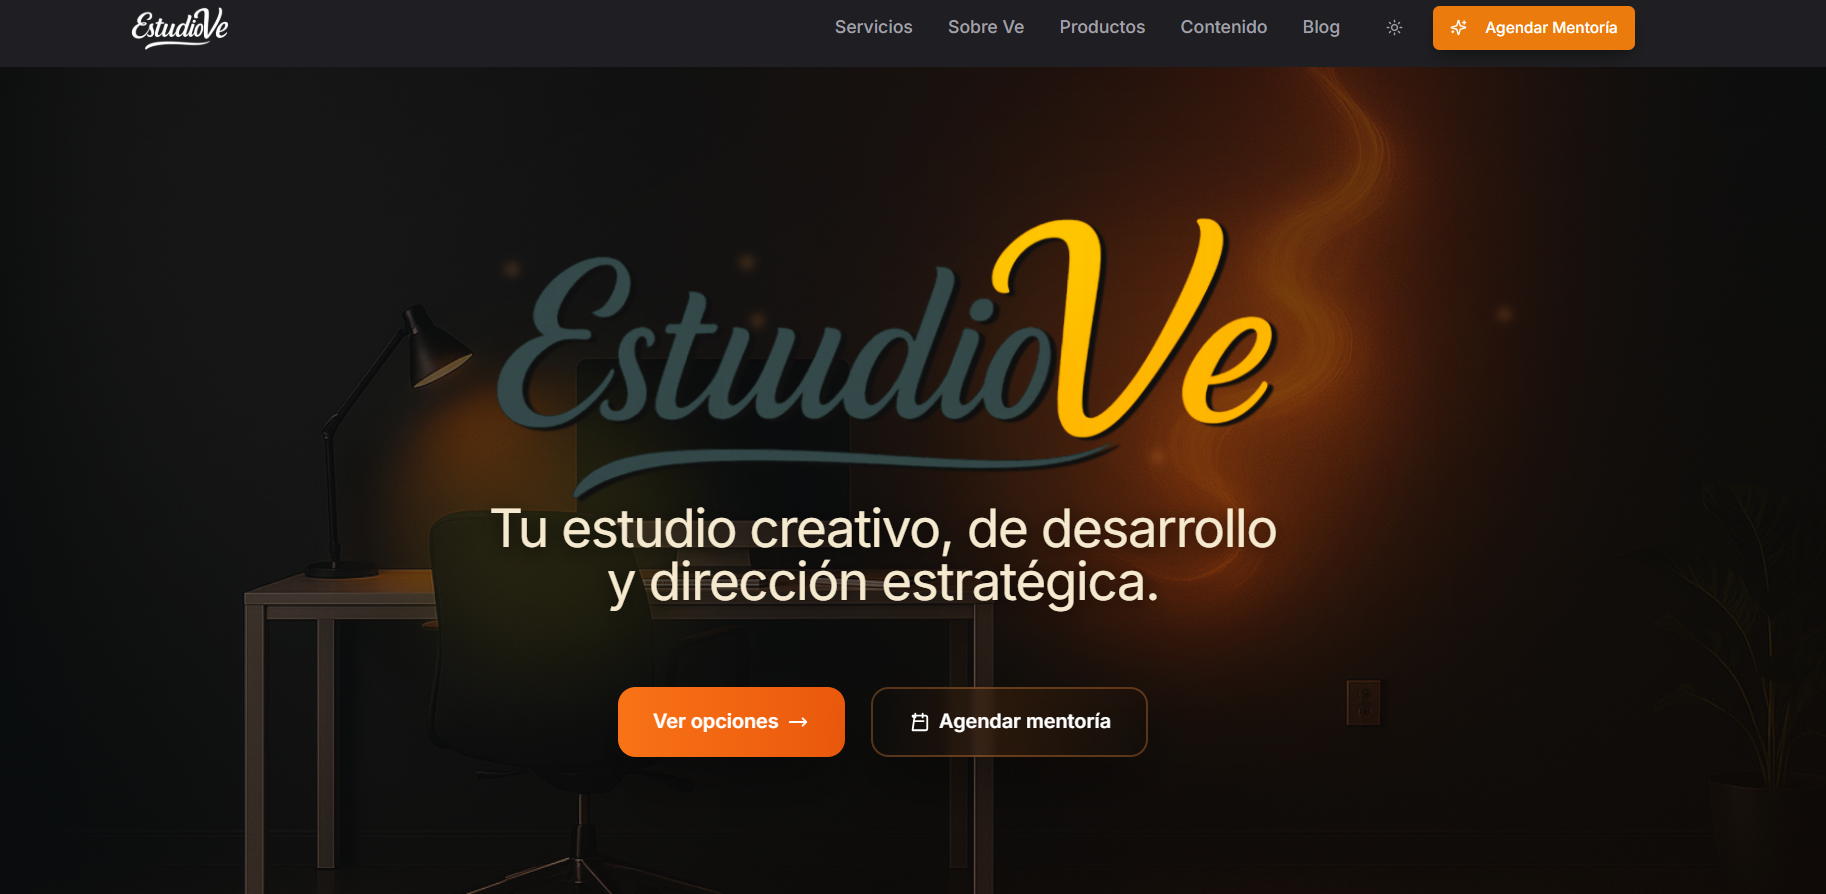 EstudioVe
Servicios
Sobre Ve
Productos
Contenido
Blog
Agendar Mentoría
EstudioVe
Tu estudio creativo, de desarrollo
y dirección estratégica.
Ver opciones →
Agendar mentoría